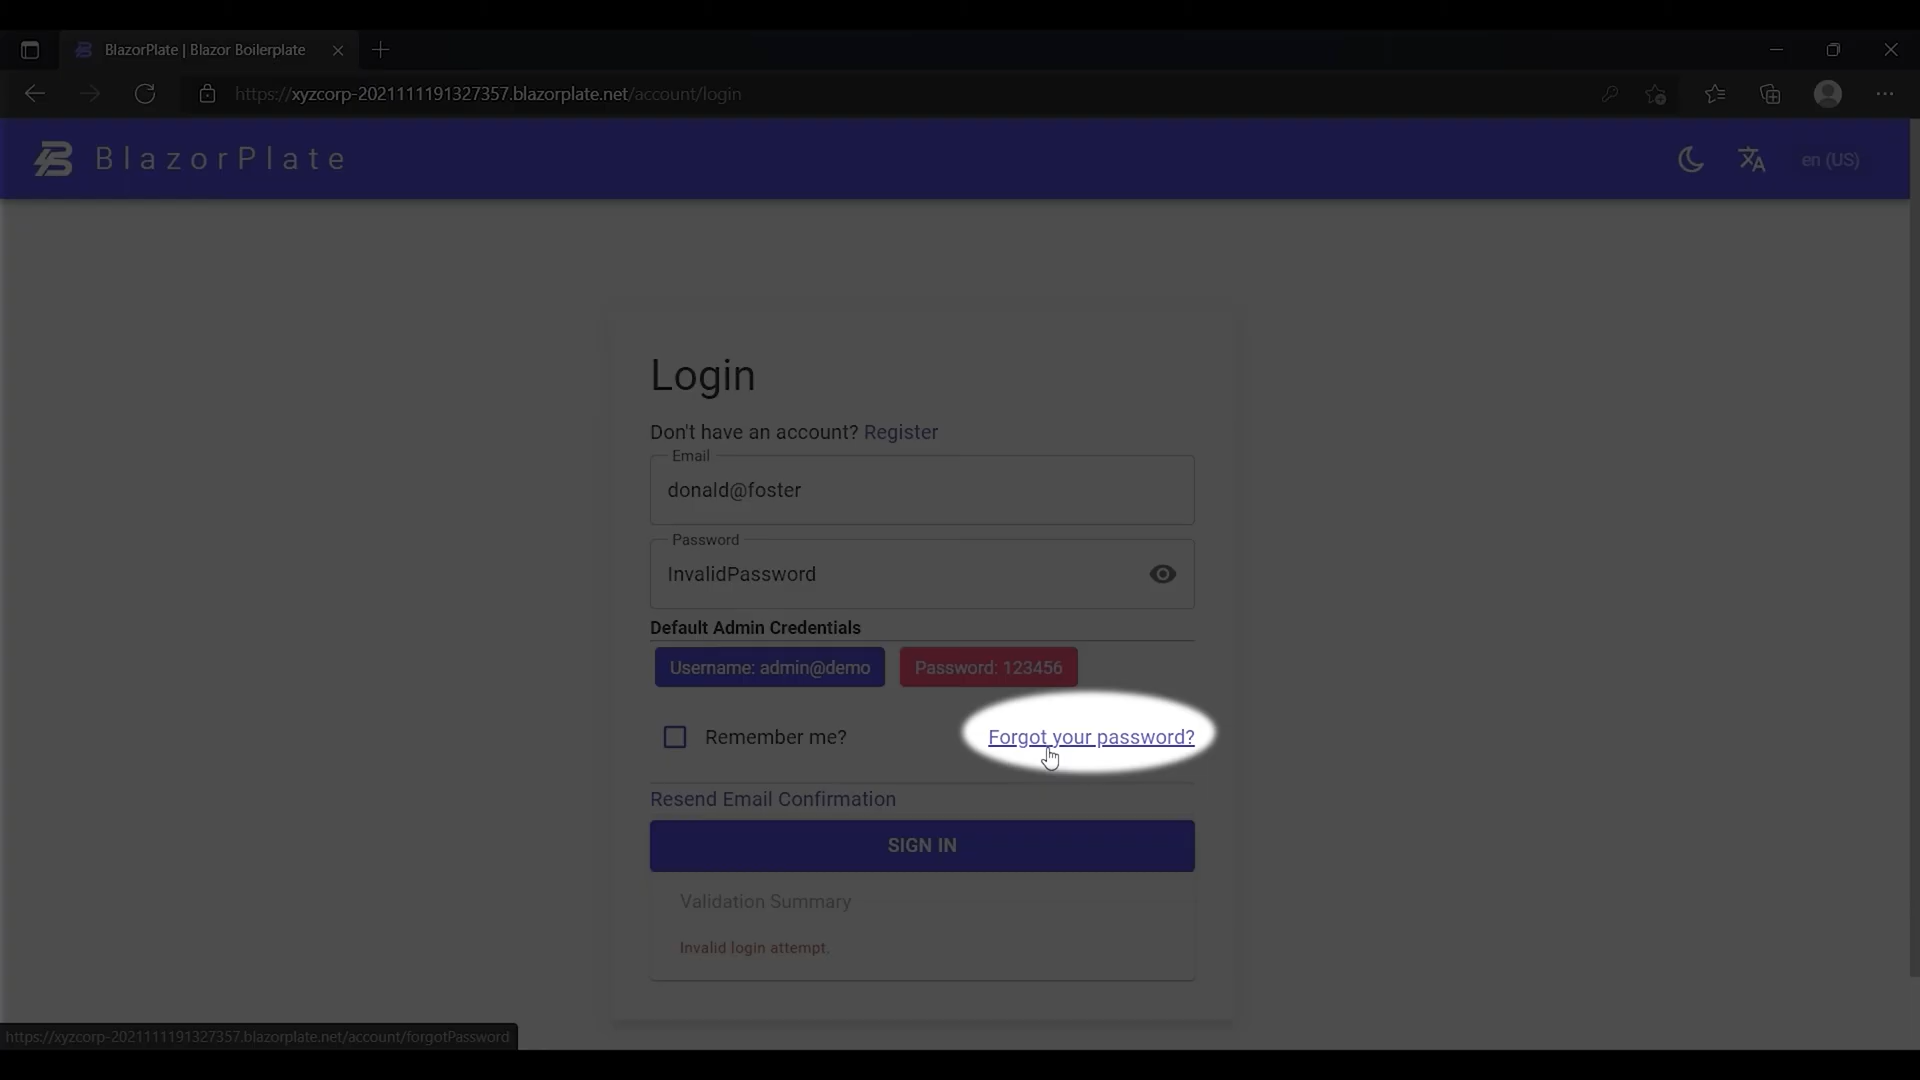 BlazorPlate | Blazor Boilerplate
https://xyzcorp-2021111191327357.blazorplate.net/account/login
BlazorPlate
en (US)
Login
Don't have an account? Register
Email
donald@foster
Password
InvalidPassword
Default Admin Credentials
Username: admin@demo Password: 123456
Remember me? Forgot your password?
Resend Email Confirmation
SIGN IN
Validation Summary
Invalid login attempt.
https://xyzcorp-2021111191327357.blazorplate.net/account/forgotPassword